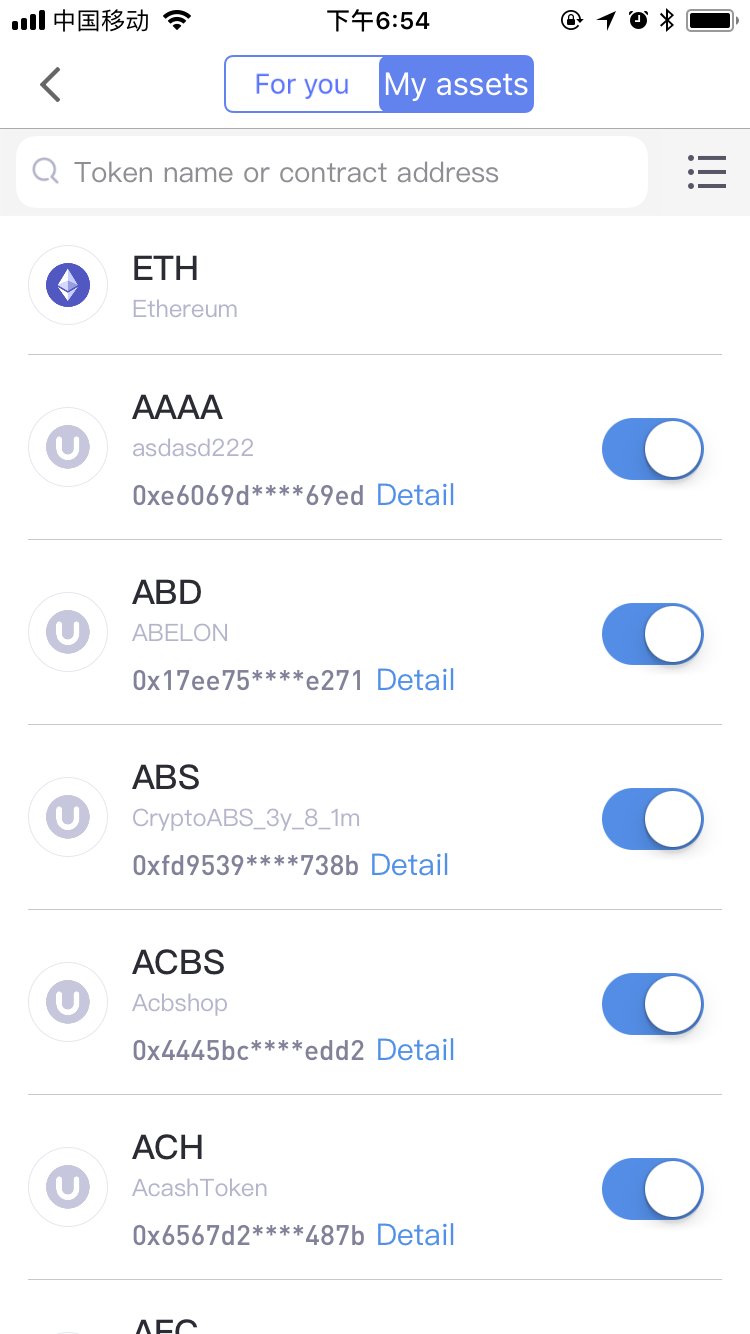 中国移动 下午6:54
For you My assets
Token name or contract address
ETH
Ethereum
AAAA
asdasd222
0xe6069d****69ed Detail
ABD
ABELON
0x17ee75****e271 Detail
ABS
CryptoABS_3y_8_1m
0xfd9539****738b Detail
ACBS
Acbshop
0x4445bc****edd2 Detail
ACH
AcashToken
0x6567d2****487b Detail